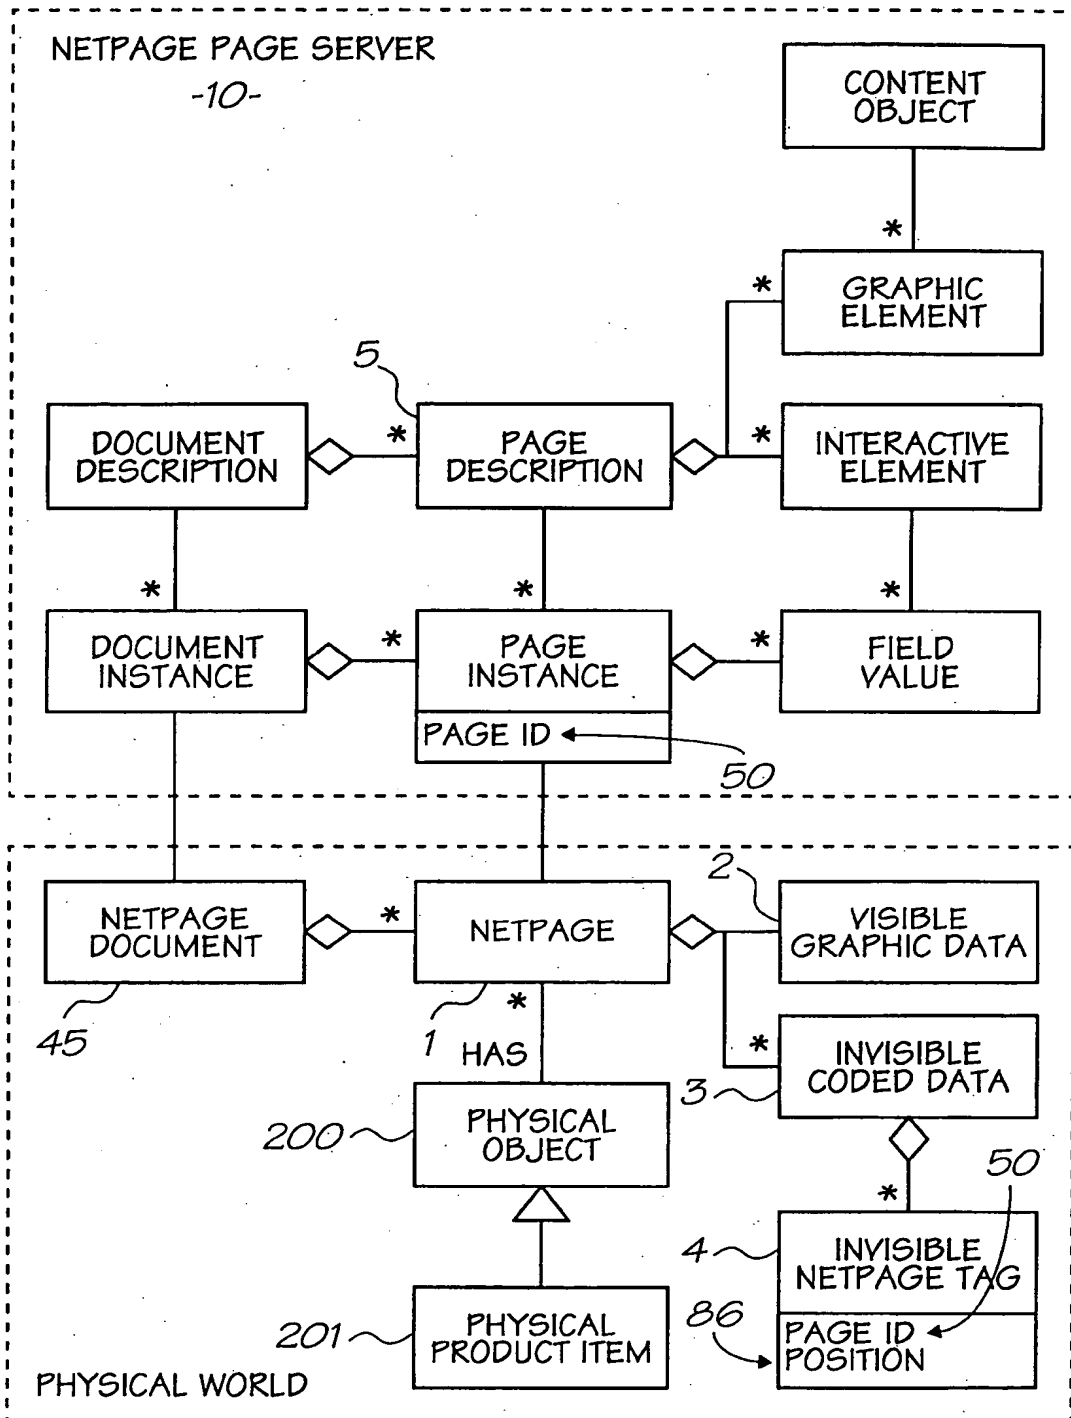 NETPAGE PAGE SERVER
-10-
CONTENT
OBJECT
*
GRAPHIC
ELEMENT
*
5
DOCUMENT
DESCRIPTION
*
PAGE
DESCRIPTION
*
INTERACTIVE
ELEMENT
*
*
*
DOCUMENT
INSTANCE
*
PAGE
INSTANCE
*
FIELD
VALUE
PAGE ID
50
2
NETPAGE
DOCUMENT
*
NETPAGE
VISIBLE
GRAPHIC DATA
45
1
*
HAS
*
INVISIBLE
CODED DATA
3
200
PHYSICAL
OBJECT
50
*
4
INVISIBLE
NETPAGE TAG
201
PHYSICAL
PRODUCT ITEM
86
PAGE ID
POSITION
PHYSICAL WORLD